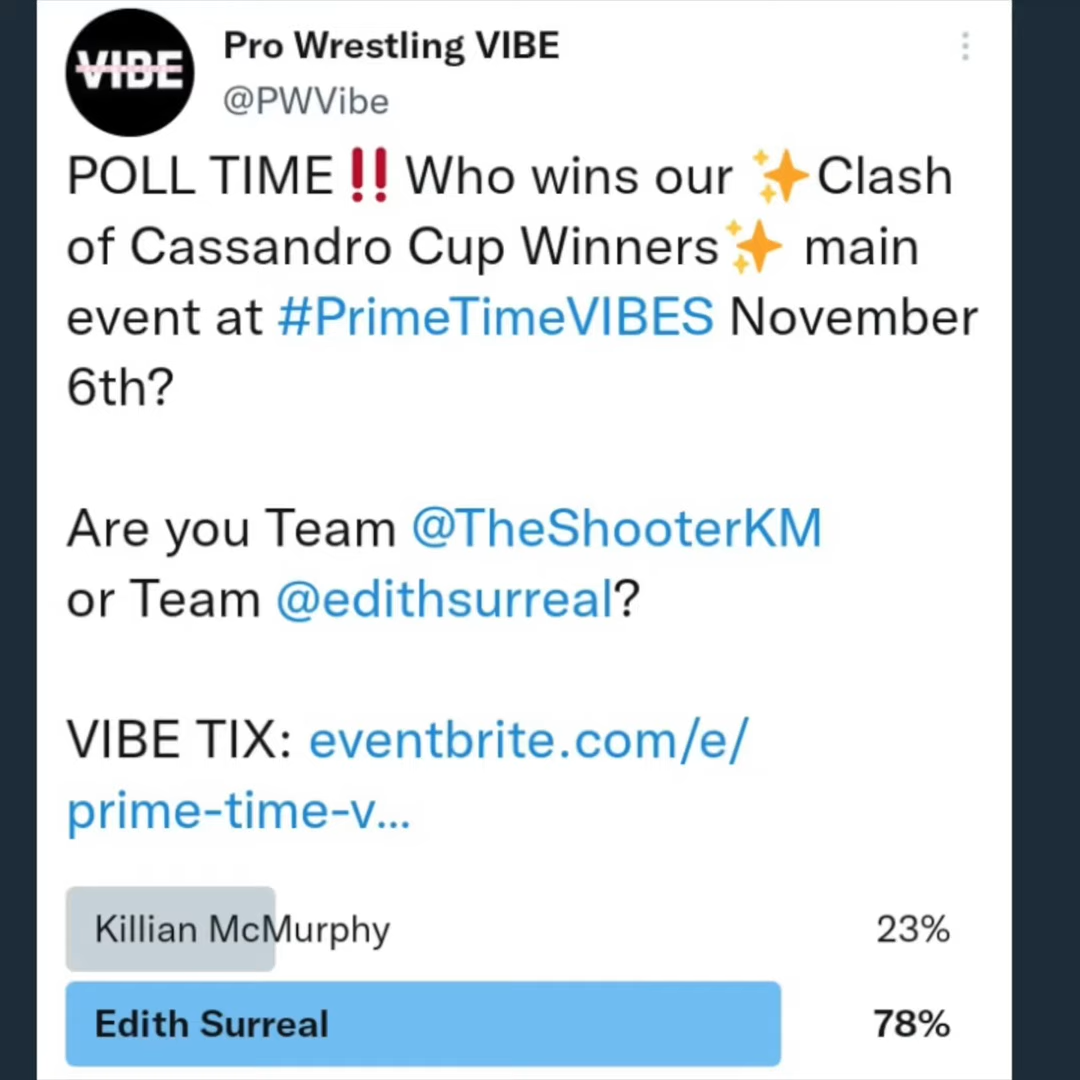 VIBE
Pro Wrestling VIBE
@PWVibe
POLL TIME‼️Who wins our ✨Clash
of Cassandro Cup Winners✨ main
event at #PrimeTimeVIBES November
6th?
Are you Team @TheShooterKM
or Team @edithsurreal?
VIBE TIX: eventbrite.com/e/
prime-time-v...
Killian McMurphy 23%
Edith Surreal 78%